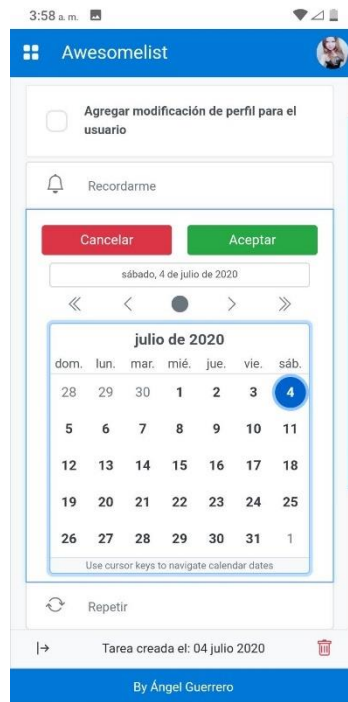 3:58 a. m.
Awesomelist
Agregar modificación de perfil para el
usuario
Recordarme
Cancelar Aceptar
sábado, 4 de julio de 2020
julio de 2020
dom. lun. mar. mié. jue. vie. sáb.
28 29 30 1 2 3 4
5 6 7 8 9 10 11
12 13 14 15 16 17 18
19 20 21 22 23 24 25
26 27 28 29 30 31 1
Use cursor keys to navigate calendar dates
Repetir
Tarea creada el: 04 julio 2020
By Ángel Guerrero